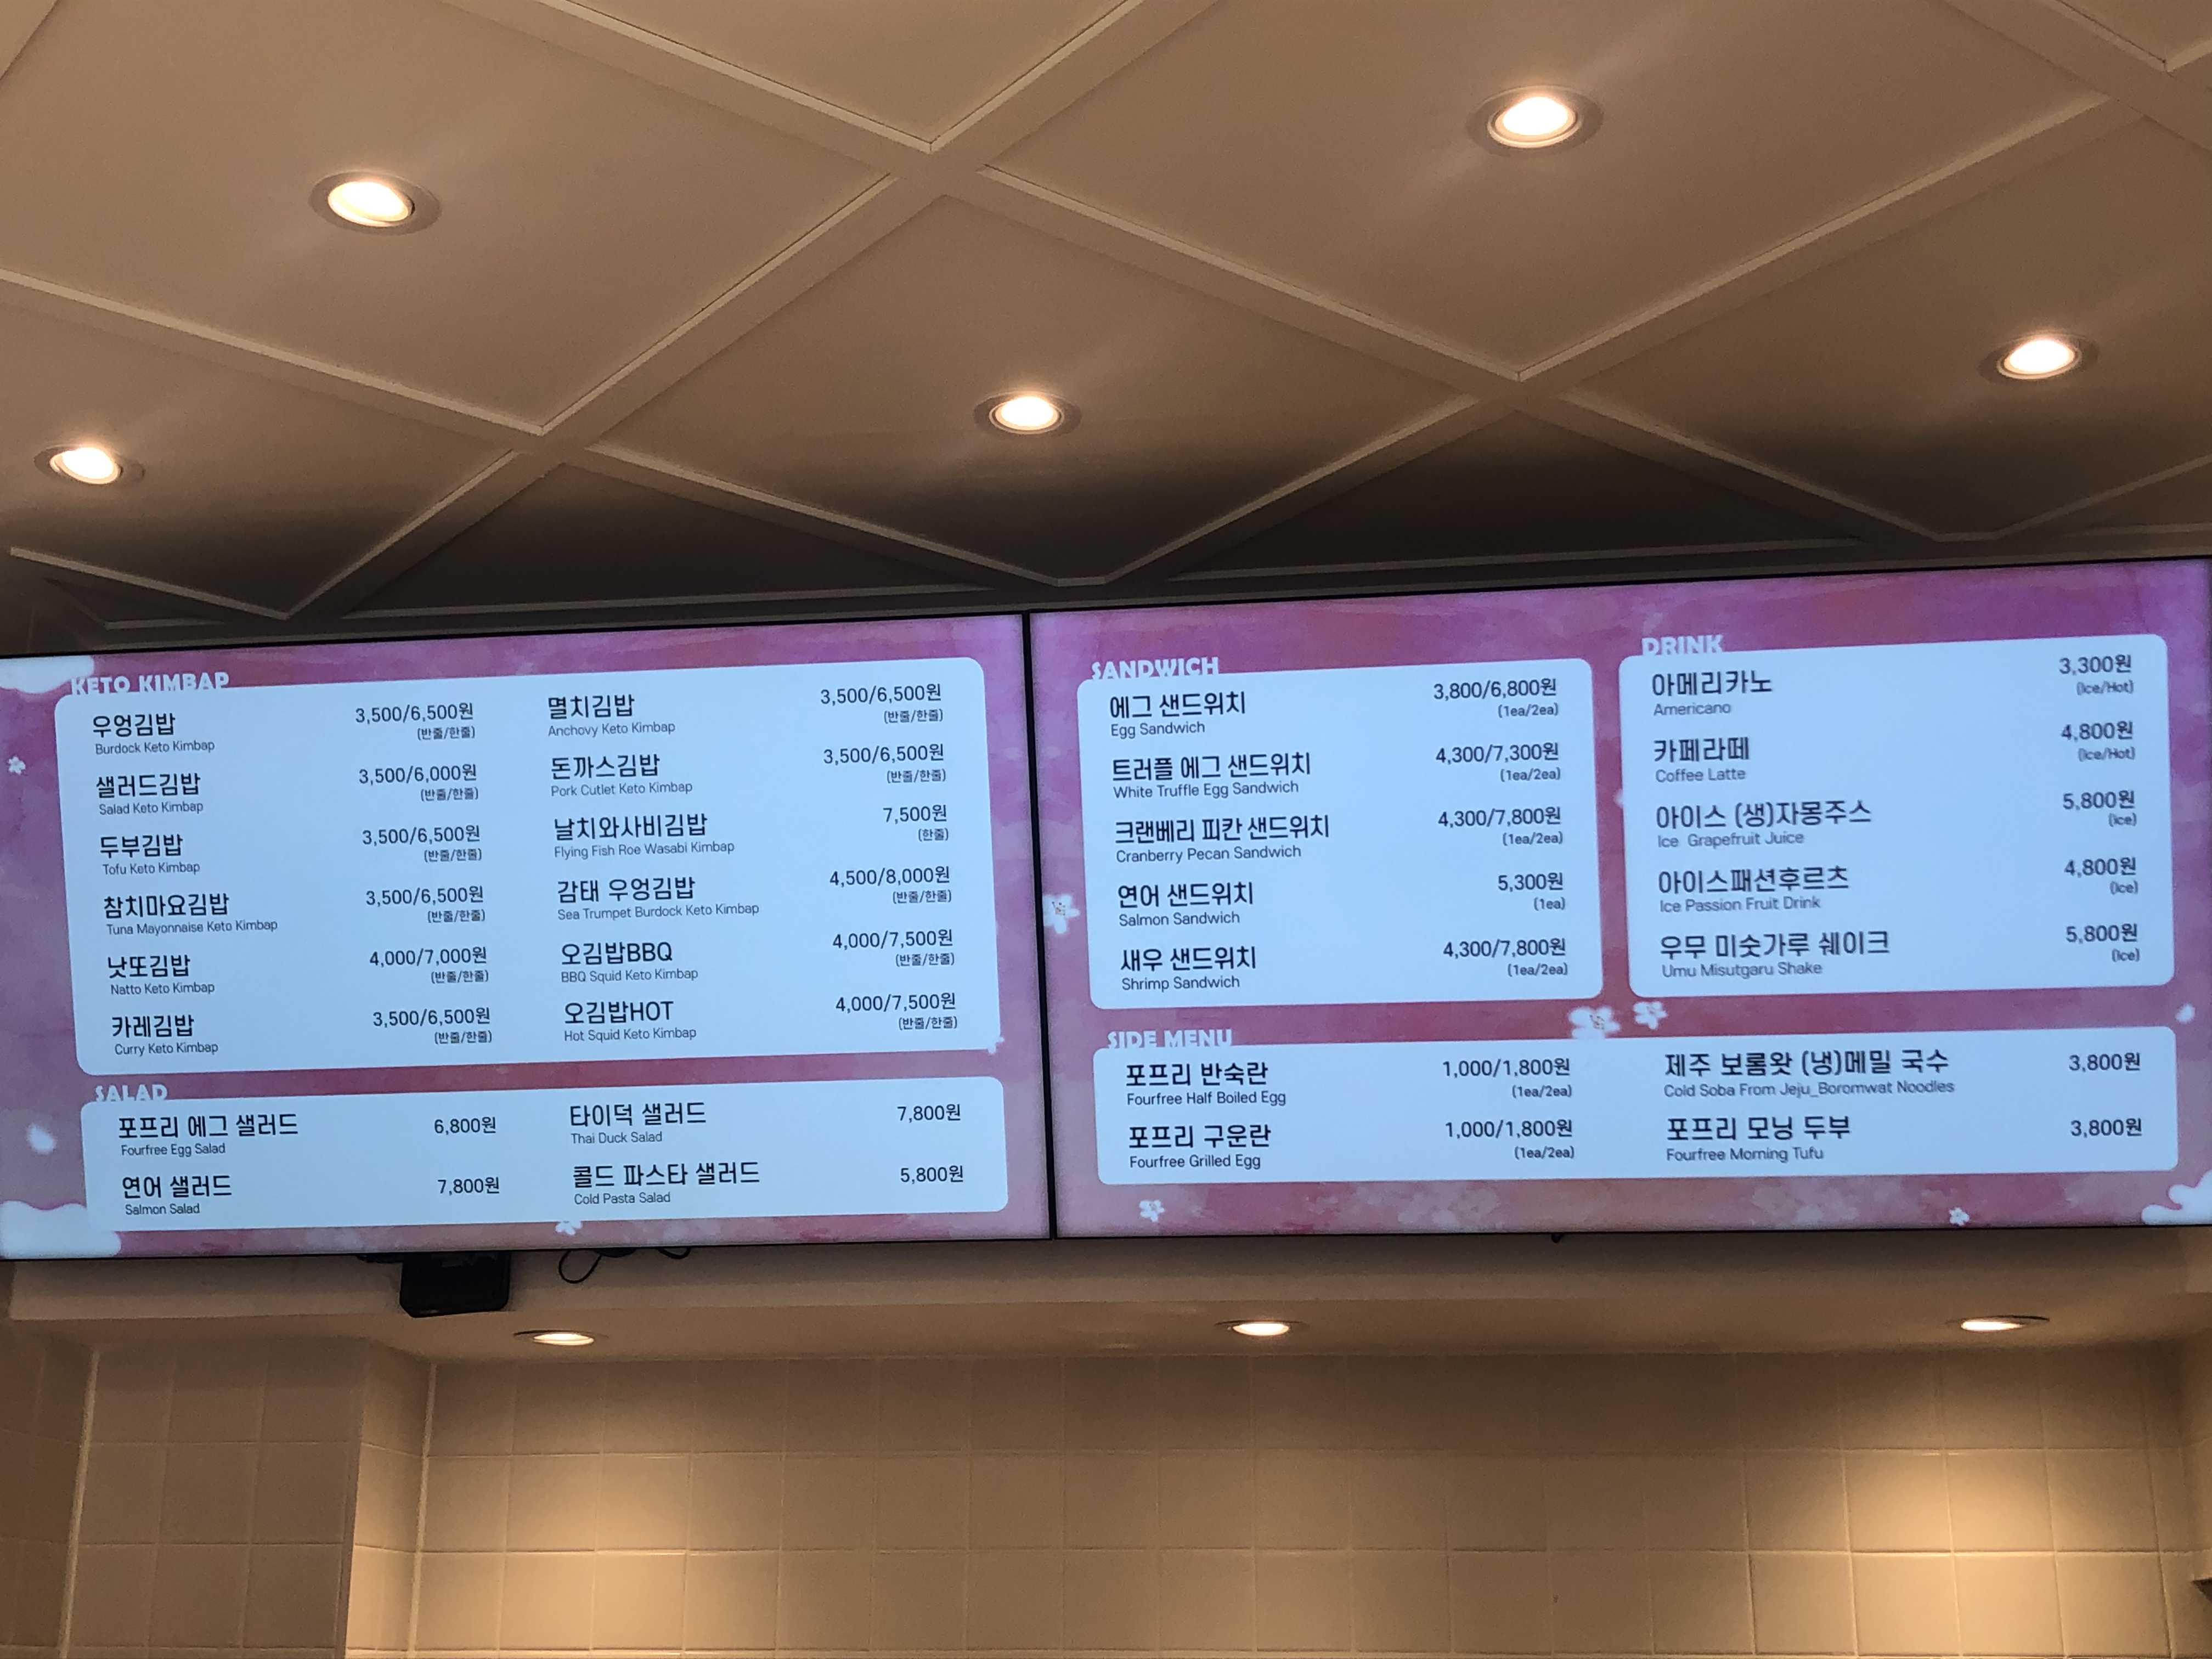 KETO KIMBAP
우엉김밥 3,500/6,500원
Burdock Keto Kimbap (반줄/한줄)
샐러드김밥 3,500/6,000원
Salad Keto Kimbap (반줄/한줄)
두부김밥 3,500/6,500원
Tofu Keto Kimbap (반줄/한줄)
참치마요김밥 3,500/6,500원
Tuna Mayonnaise Keto Kimbap (반줄/한줄)
낫또김밥 4,000/7,000원
Natto Keto Kimbap (반줄/한줄)
카레김밥 3,500/6,500원
Curry Keto Kimbap (반줄/한줄)
멸치김밥 3,500/6,500원
Anchovy Keto Kimbap (반줄/한줄)
돈까스김밥 3,500/6,500원
Pork Cutlet Keto Kimbap (반줄/한줄)
날치와사비김밥 7,500원
Flying Fish Roe Wasabi Kimbap (한줄)
감태 우엉김밥 4,500/8,000원
Sea Trumpet Burdock Keto Kimbap (반줄/한줄)
오김밥BBQ 4,000/7,500원
BBQ Squid Keto Kimbap (반줄/한줄)
오김밥HOT 4,000/7,500원
Hot Squid Keto Kimbap (반줄/한줄)
SALAD
포프리 에그 샐러드 6,800원
Fourfree Egg Salad
연어 샐러드 7,800원
Salmon Salad
타이덕 샐러드 7,800원
Thai Duck Salad
콜드 파스타 샐러드 5,800원
Cold Pasta Salad
SANDWICH
에그 샌드위치 3,800/6,800원
Egg Sandwich (1ea/2ea)
트러플 에그 샌드위치 4,300/7,300원
White Truffle Egg Sandwich (1ea/2ea)
크랜베리 피칸 샌드위치 4,300/7,800원
Cranberry Pecan Sandwich (1ea/2ea)
연어 샌드위치 5,300원
Salmon Sandwich (1ea)
새우 샌드위치 4,300/7,800원
Shrimp Sandwich (1ea/2ea)
DRINK
아메리카노 3,300원
Americano (Ice/Hot)
카페라떼 4,800원
Coffee Latte (Ice/Hot)
아이스 (생)자몽주스 5,800원
Ice Grapefruit Juice (Ice)
아이스패션후르츠 4,800원
Ice Passion Fruit Drink (Ice)
우무 미숫가루 쉐이크 5,800원
Umu Misutgaru Shake (Ice)
SIDE MENU
포프리 반숙란 1,000/1,800원
Fourfree Half Boiled Egg (1ea/2ea)
포프리 구운란 1,000/1,800원
Fourfree Grilled Egg (1ea/2ea)
제주 보롬왓 (냉)메밀 국수 3,800원
Cold Soba From Jeju_Boromwat Noodles
포프리 모닝 두부 3,800원
Fourfree Morning Tufu